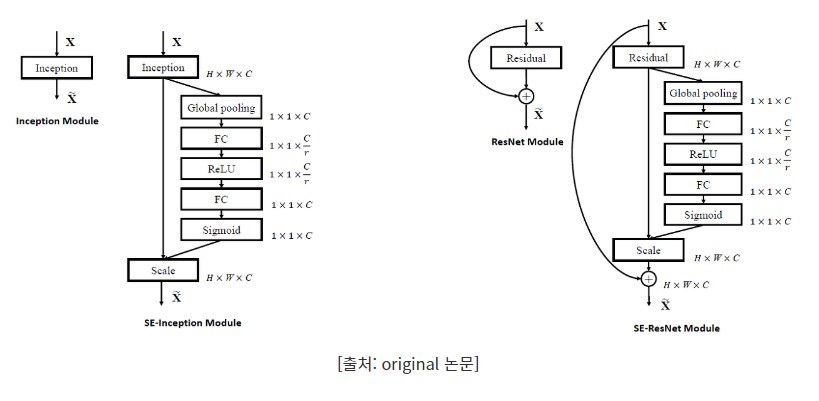 X
Inception
X̃
Inception Module
X
Inception
H × W × C
Global pooling
1 × 1 × C
FC
1 × 1 × C/r
ReLU
1 × 1 × C/r
FC
1 × 1 × C
Sigmoid
1 × 1 × C
Scale
H × W × C
X̃
SE-Inception Module
X
Residual
+
X̃
ResNet Module
X
Residual
H × W × C
Global pooling
1 × 1 × C
FC
1 × 1 × C/r
ReLU
1 × 1 × C/r
FC
1 × 1 × C
Sigmoid
1 × 1 × C
Scale
H × W × C
+
H × W × C
X̃
SE-ResNet Module
[출처: original 논문]